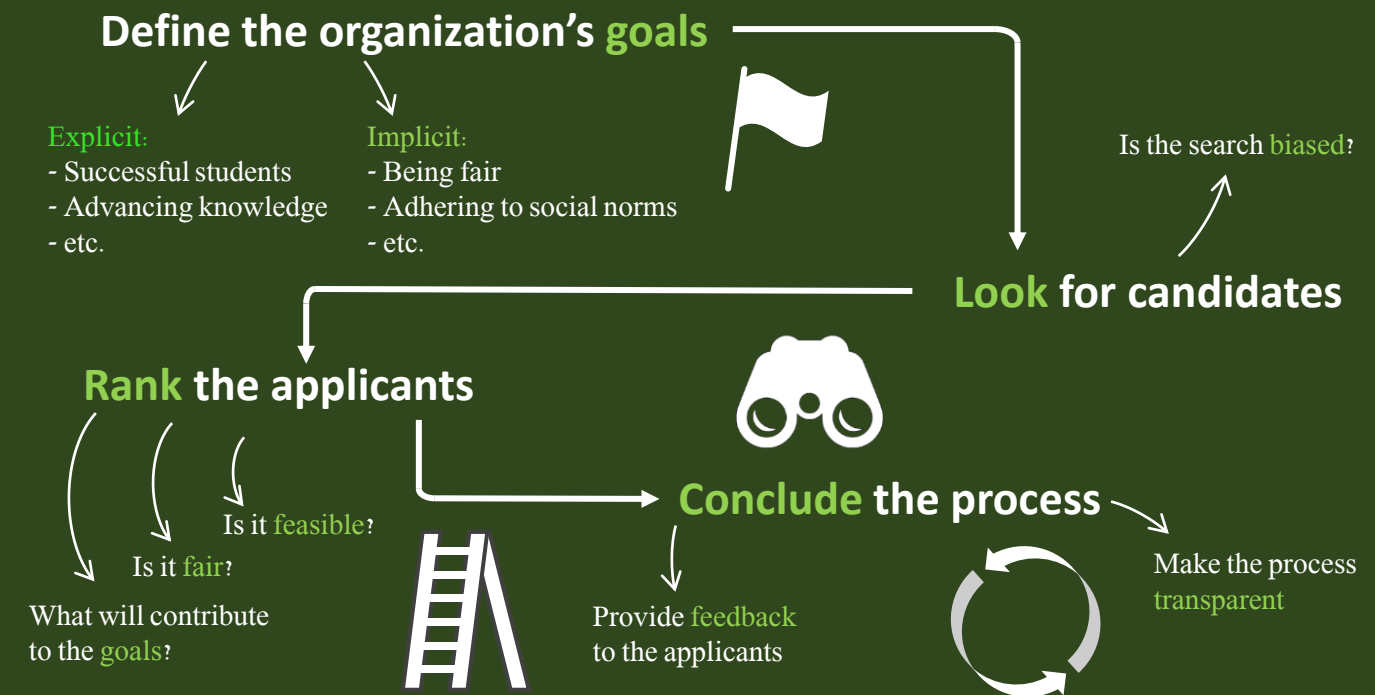 Define the organization’s goals
Explicit:
- Successful students
- Advancing knowledge
- etc.
Implicit:
- Being fair
- Adhering to social norms
- etc.
Is the search biased?
Look for candidates
Rank the applicants
Is it feasible?
Is it fair?
What will contribute
to the goals?
Conclude the process
Provide feedback
to the applicants
Make the process
transparent